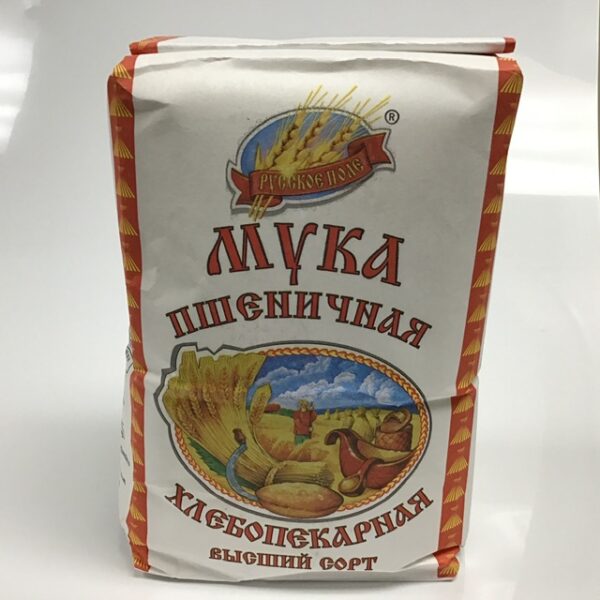 РУССКОЕ ПОЛЕ ®
МУКА
ПШЕНИЧНАЯ
ХЛЕБОПЕКАРНАЯ
ВЫСШИЙ СОРТ